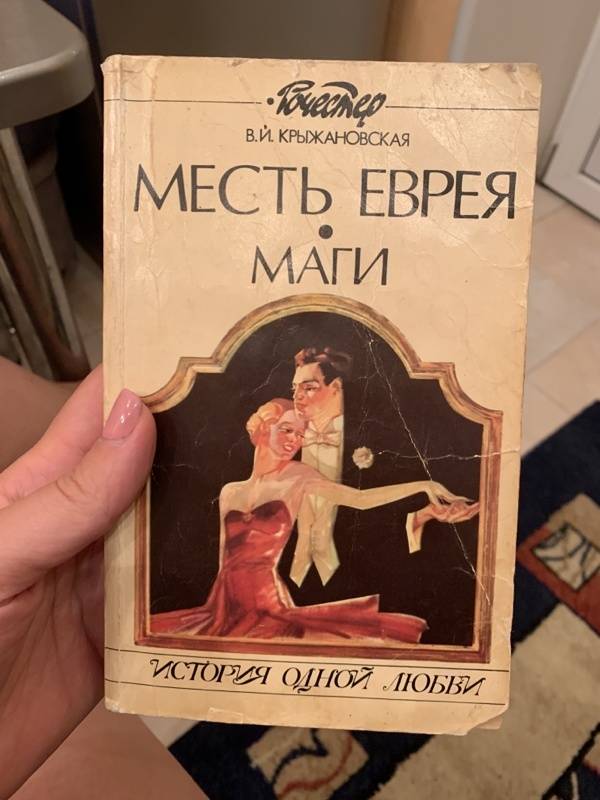 Рочестер
В.И. КРЫЖАНОВСКАЯ
МЕСТЬ ЕВРЕЯ
•
МАГИ
ИСТОРИЯ ОДНОЙ ЛЮБВИ